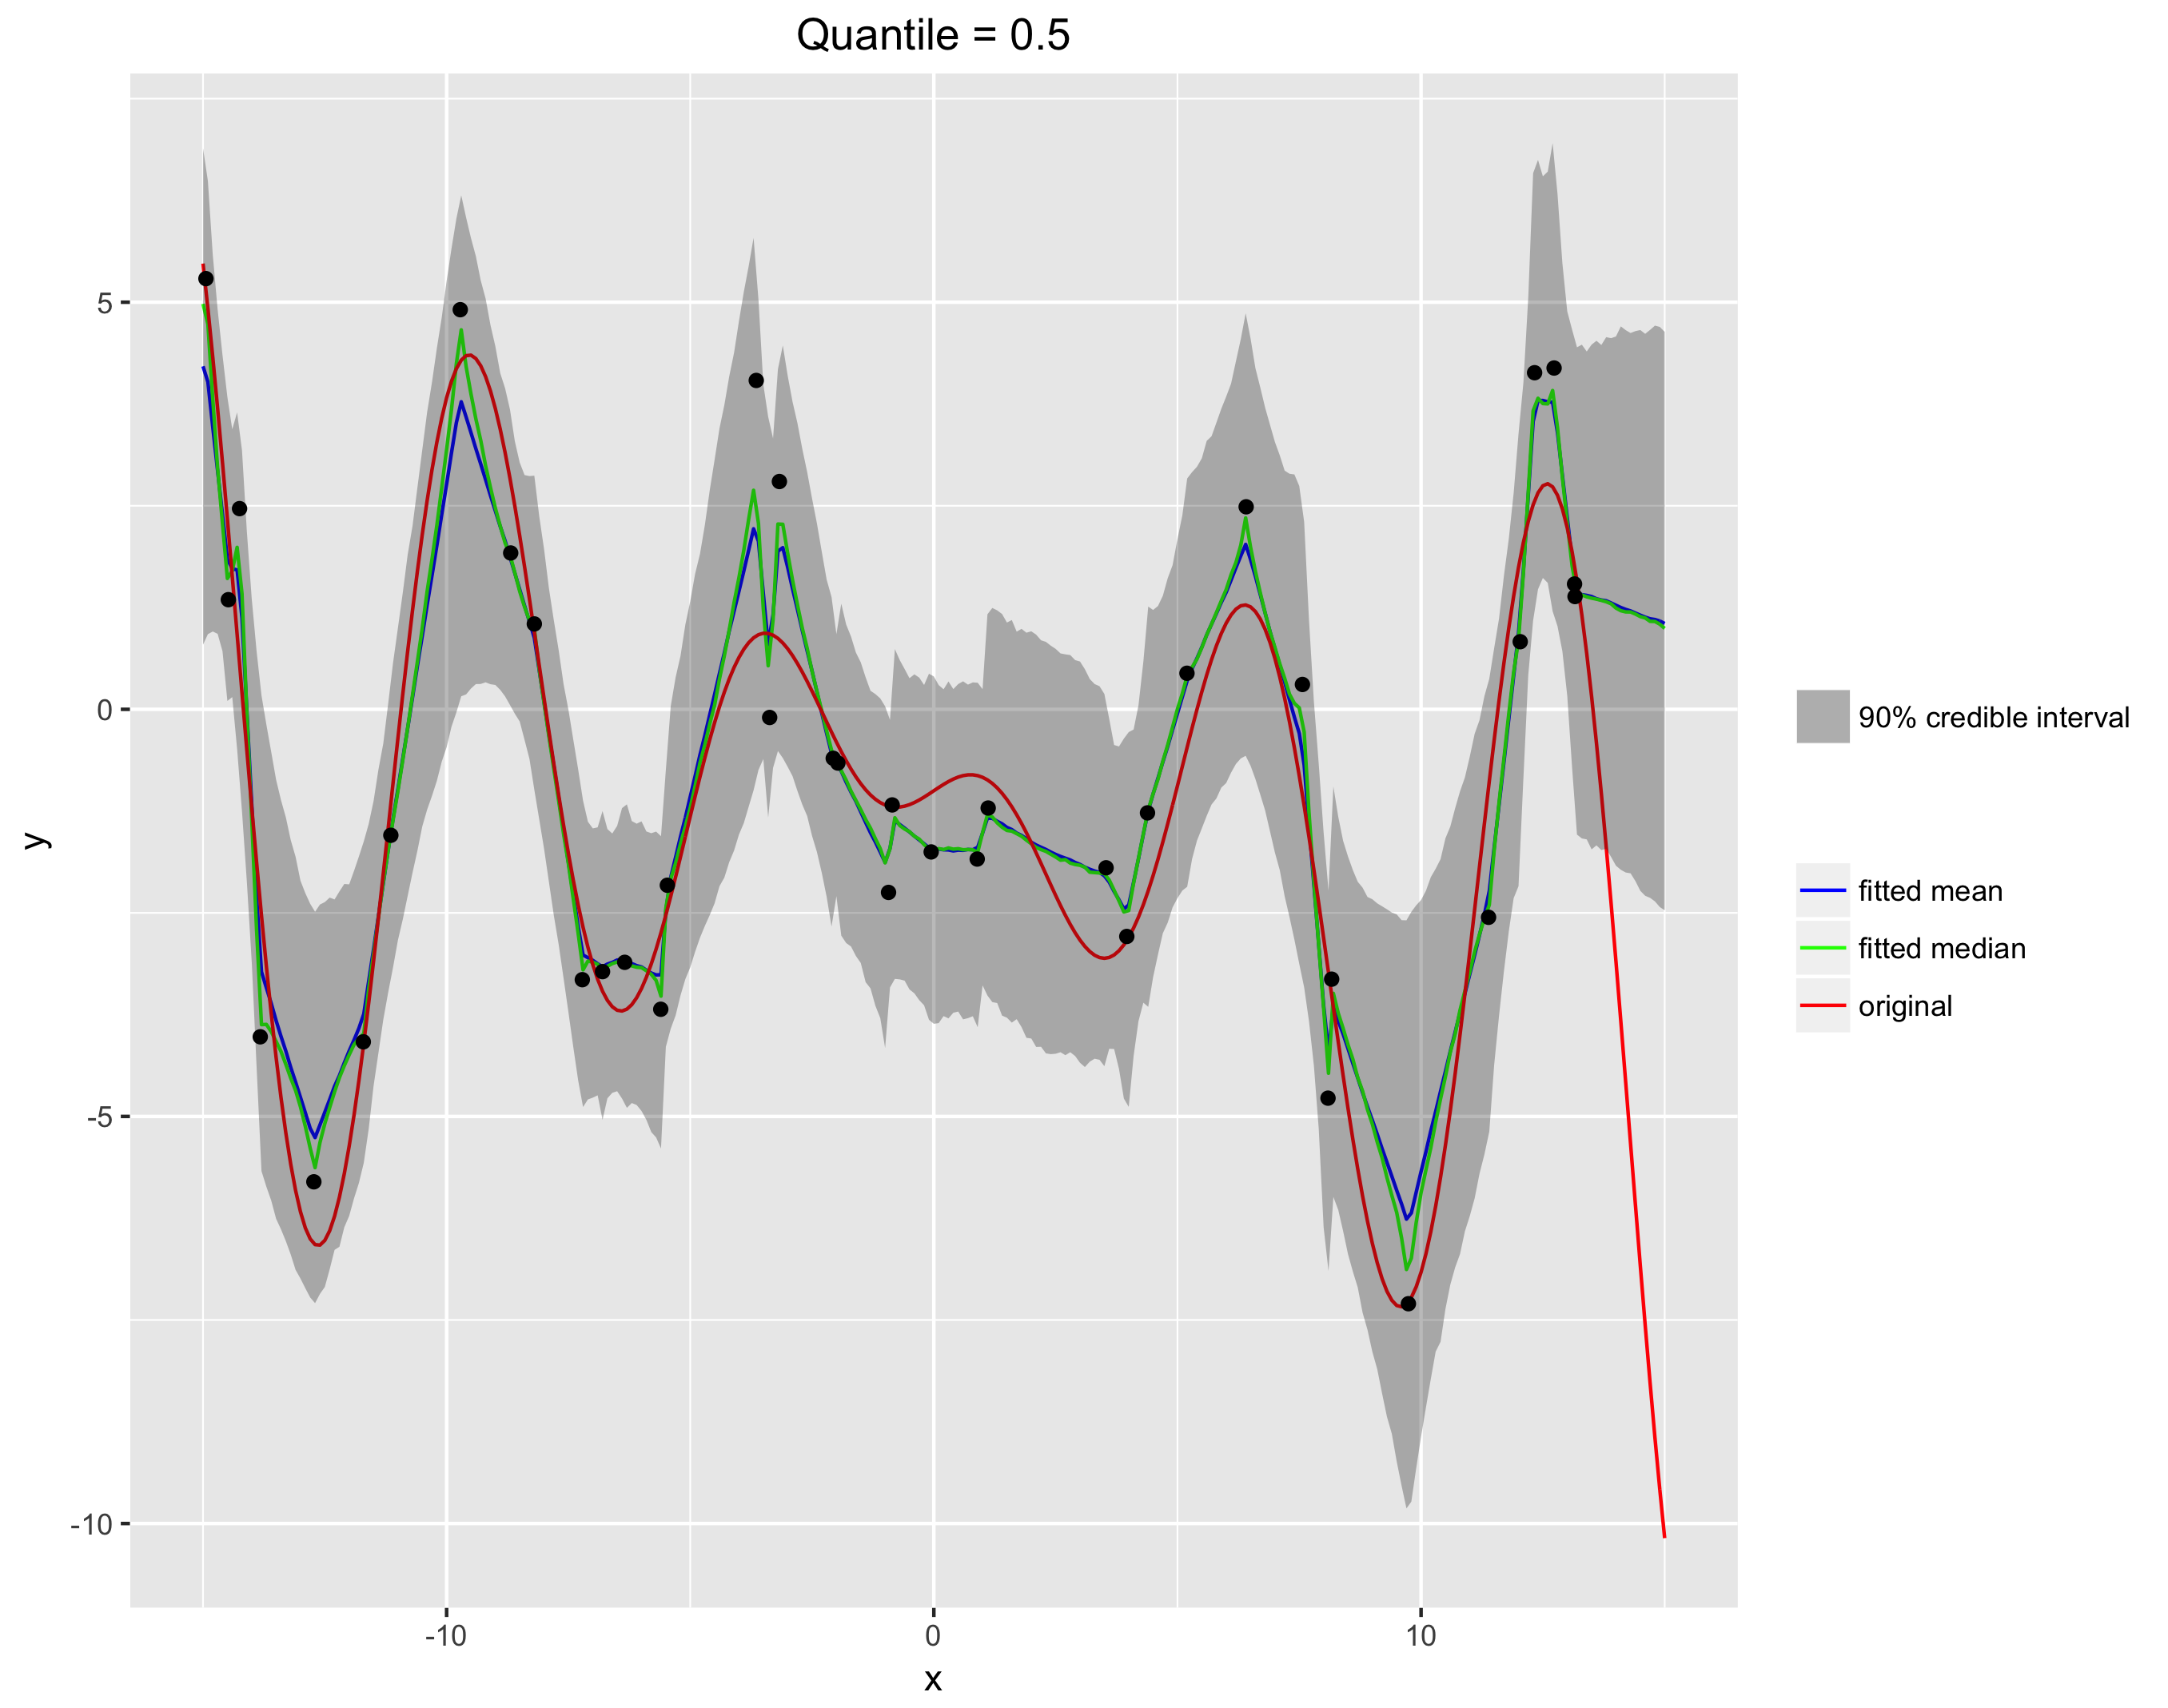 Quantile = 0.5
y
5
0
-5
-10
-10
0
10
x
90% credible interval
fitted mean
fitted median
original